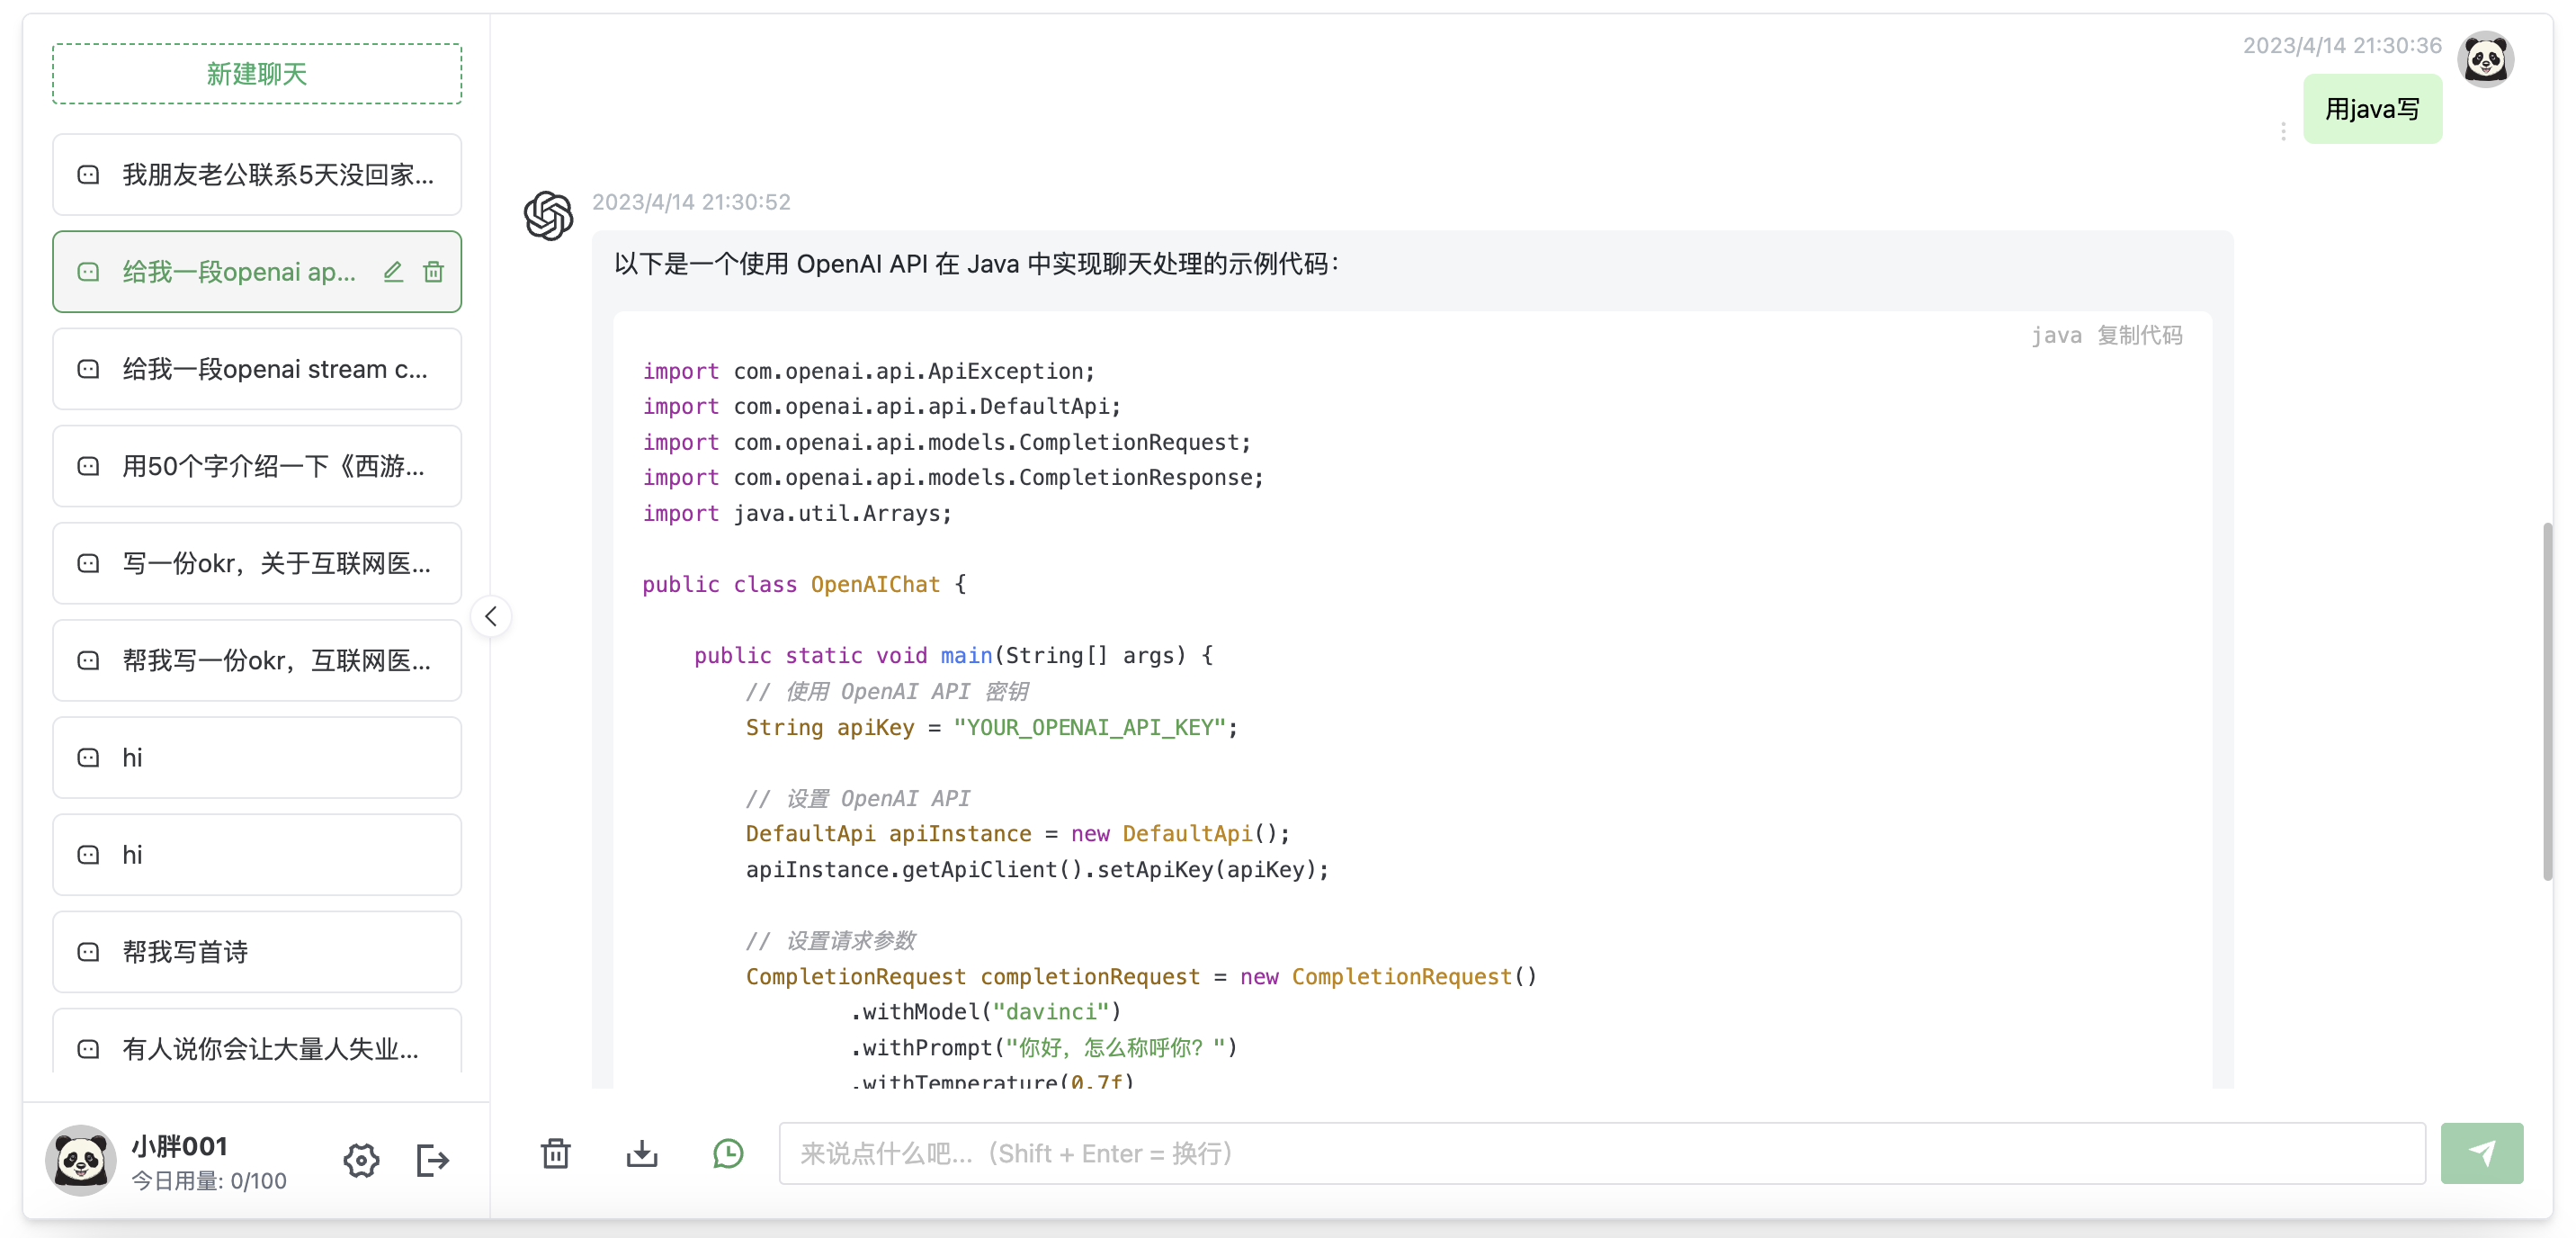 新建聊天
我朋友老公联系5天没回家...
给我一段openai ap...
给我一段openai stream c...
用50个字介绍一下《西游...
写一份okr，关于互联网医...
帮我写一份okr，互联网医...
hi
hi
帮我写首诗
有人说你会让大量人失业...
小胖001
今日用量: 0/100
2023/4/14 21:30:36
用java写
2023/4/14 21:30:52
以下是一个使用 OpenAI API 在 Java 中实现聊天处理的示例代码：
java 复制代码
import com.openai.api.ApiException;
import com.openai.api.api.DefaultApi;
import com.openai.api.models.CompletionRequest;
import com.openai.api.models.CompletionResponse;
import java.util.Arrays;
public class OpenAIChat {
public static void main(String[] args) {
// 使用 OpenAI API 密钥
String apiKey = "YOUR_OPENAI_API_KEY";
// 设置 OpenAI API
DefaultApi apiInstance = new DefaultApi();
apiInstance.getApiClient().setApiKey(apiKey);
// 设置请求参数
CompletionRequest completionRequest = new CompletionRequest()
.withModel("davinci")
.withPrompt("你好，怎么称呼你？")
.withTemperature(0.7f)
来说点什么吧...（Shift + Enter = 换行）